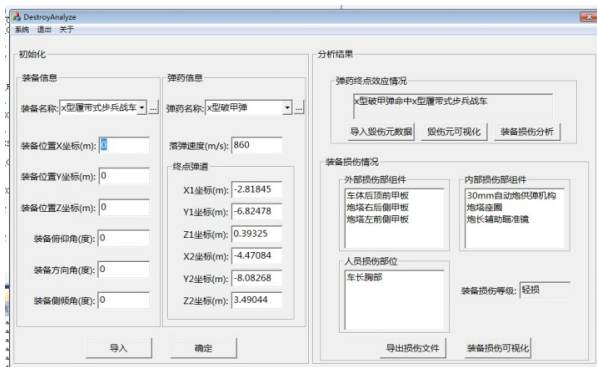 DestroyAnalyze
系统 退出 关于
初始化
装备信息
装备名称: x型履带式步兵战车 ...
装备位置X坐标(m): 0
装备位置Y坐标(m): 0
装备位置Z坐标(m): 0
装备俯仰角(度): 0
装备方向角(度): 0
装备侧倾角(度): 0
弹药信息
弹药名称: x型破甲弹 ...
落弹速度(m/s): 860
终点弹道
X1坐标(m): -2.81845
Y1坐标(m): -6.82478
Z1坐标(m): 0.39325
X2坐标(m): -4.47084
Y2坐标(m): -8.08268
Z2坐标(m): 3.49044
导入 确定
分析结果
弹药终点效应情况
x型破甲弹命中x型履带式步兵战车
导入毁伤元数据 毁伤元可视化 装备损伤分析
装备损伤情况
外部损伤部组件
车体后顶前甲板
炮塔右后侧甲板
炮塔左前侧甲板
内部损伤部组件
30mm自动炮供弹机构
炮塔座圈
炮长辅助瞄准镜
人员损伤部位
车长胸部
装备损伤等级: 轻损
导出损伤文件 装备损伤可视化